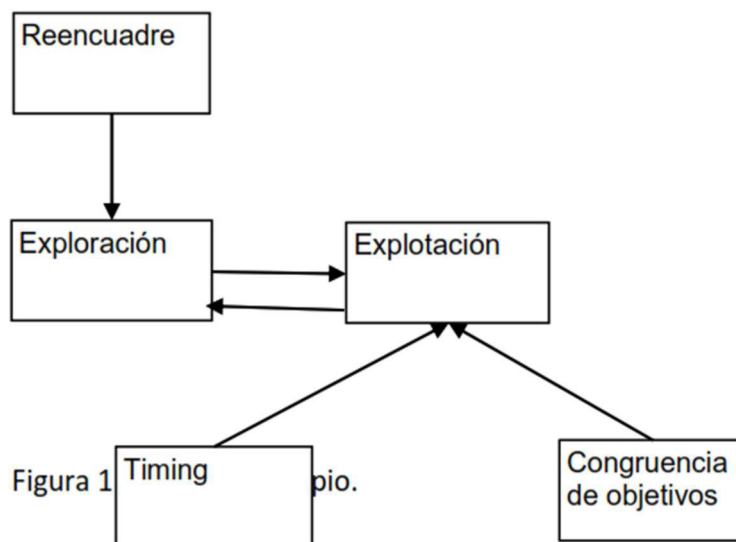 Reencuadre
Exploración
Explotación
Figura 1
Timing
pio.
Congruencia
de objetivos